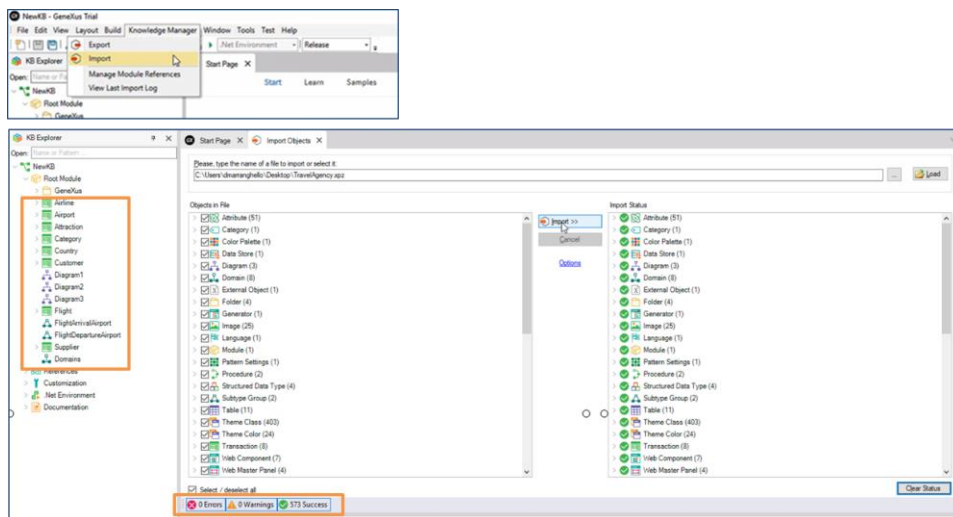 NewKB - GeneXus Trial
File Edit View Layout Build Knowledge Manager Window Tools Test Help
Export
.Net Environment
Release
KB Explorer
Import
Start Page X
Open:
Manage Module References
Start Learn Samples
NewKB
View Last Import Log
Root Module
GeneXus
KB Explorer
Start Page X
Import Objects X
Open: Name or Pattern
NewKB
Please, type the name of a file to import or select it:
Root Module
C:\Users\dmarranghello\Desktop\TravelAgency.xpz
...
Load
GeneXus
Airline
Airport
Attraction
Category
Country
Customer
Diagram1
Diagram2
Diagram3
Flight
FlightArrivalAirport
FlightDepartureAirport
Supplier
Domains
References
Customization
.Net Environment
Documentation
Objects in File
Attribute (51)
Category (1)
Color Palette (1)
Data Store (1)
Diagram (3)
Domain (8)
External Object (1)
Folder (4)
Generator (1)
Image (25)
Language (1)
Module (1)
Pattern Settings (1)
Procedure (2)
Structured Data Type (4)
Subtype Group (2)
Table (11)
Theme Class (403)
Theme Color (24)
Transaction (8)
Web Component (7)
Web Master Panel (4)
Select / deselect all
Import >>
Cancel
Options
Import Status
Attribute (51)
Category (1)
Color Palette (1)
Data Store (1)
Diagram (3)
Domain (8)
External Object (1)
Folder (4)
Generator (1)
Image (25)
Language (1)
Module (1)
Pattern Settings (1)
Procedure (2)
Structured Data Type (4)
Subtype Group (2)
Table (11)
Theme Class (403)
Theme Color (24)
Transaction (8)
Web Component (7)
Web Master Panel (4)
Clear Status
0 Errors 0 Warnings 573 Success